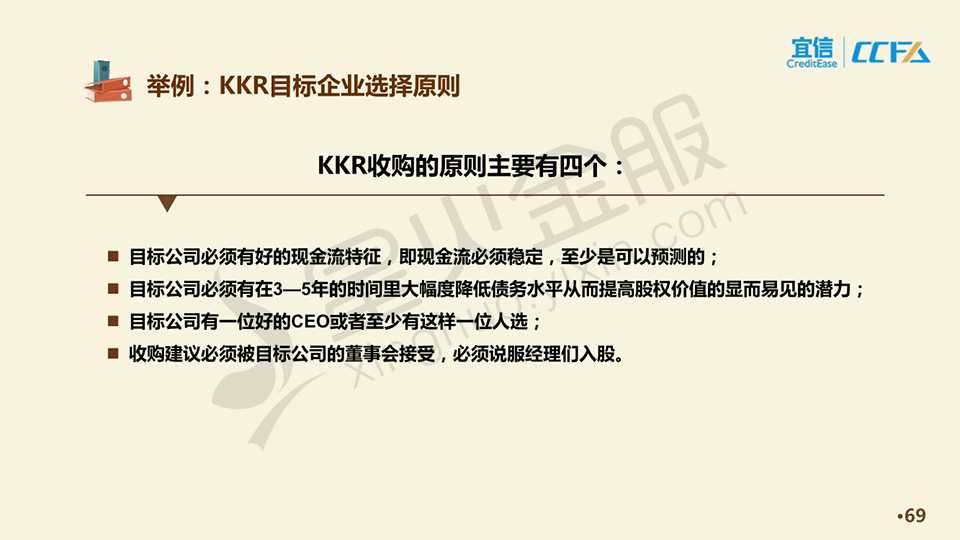 宜信
CreditEase
CCFA
举例：KKR目标企业选择原则
KKR收购的原则主要有四个：
■ 目标公司必须有好的现金流特征，即现金流必须稳定，至少是可以预测的；
■ 目标公司必须有在3—5年的时间里大幅度降低债务水平从而提高股权价值的显而易见的潜力；
■ 目标公司有一位好的CEO或者至少有这样一位人选；
■ 收购建议必须被目标公司的董事会接受，必须说服经理们入股。
星火金服
xinghuo.yixin.com
•69